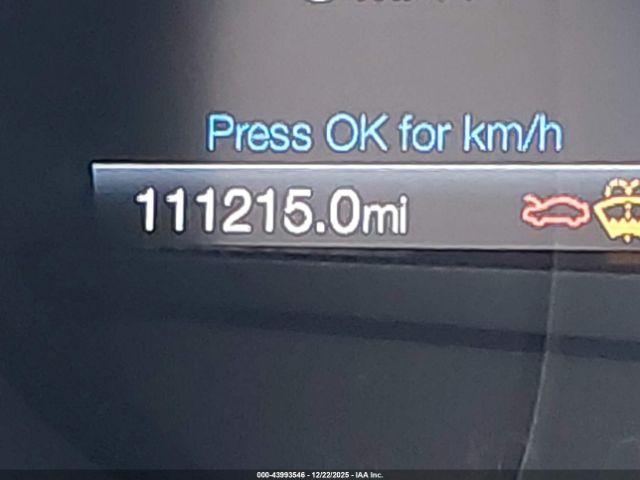 Press OK for km/h
111215.0mi
000-43993546 - 12/22/2025 - IAA Inc.